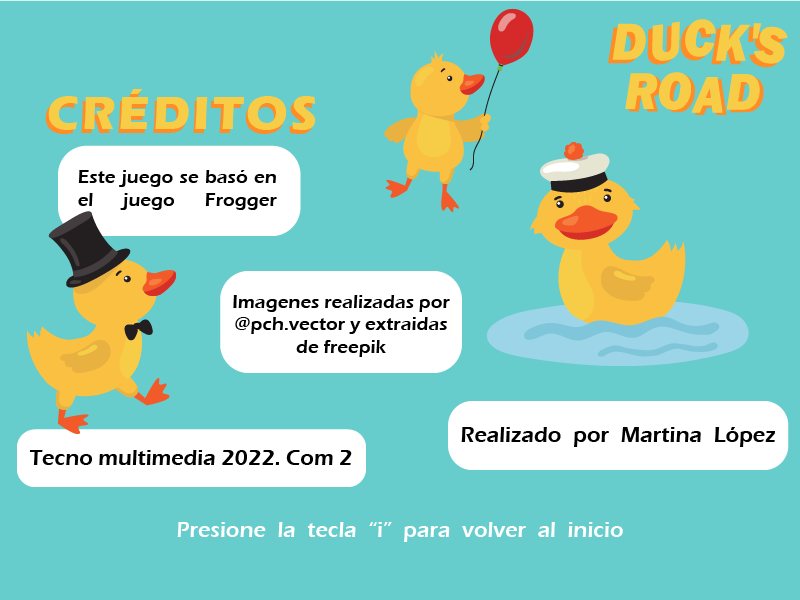 DUCK'S
ROAD
CRÉDITOS
Este juego se basó en
el juego Frogger
Imagenes realizadas por
@pch.vector y extraidas
de freepik
Realizado por Martina López
Tecno multimedia 2022. Com 2
Presione la tecla “i” para volver al inicio